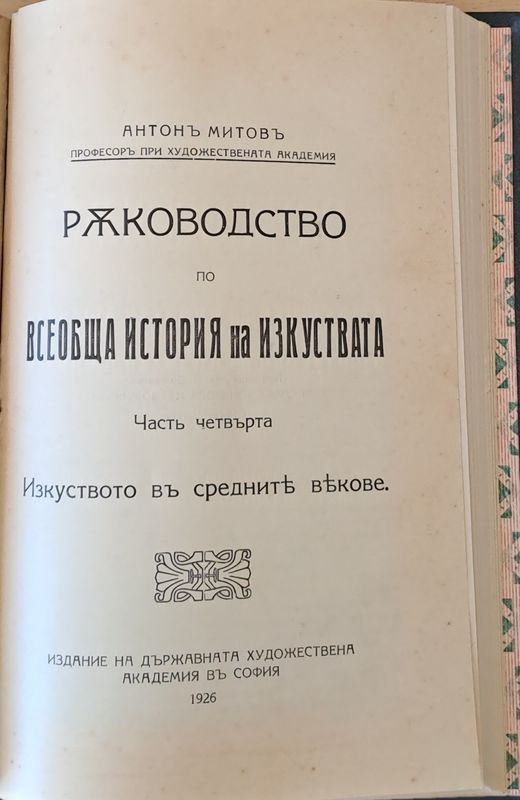 АНТОНЪ МИТОВЪ
ПРОФЕСОРЪ ПРИ ХУДОЖЕСТВЕНАТА АКАДЕМИЯ
РѪКОВОДСТВО
ПО
ВСЕОБЩА ИСТОРИЯ на ИЗКУСТВАТА
Часть четвърта
Изкуството въ среднитѣ вѣкове.
ИЗДАНИЕ НА ДЪРЖАВНАТА ХУДОЖЕСТВЕНА
АКАДЕМИЯ ВЪ СОФИЯ
1926